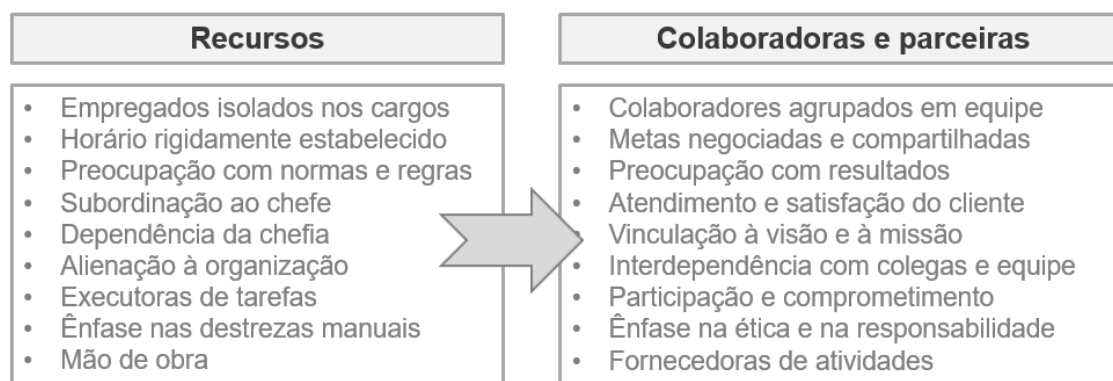 Recursos
• Empregados isolados nos cargos
• Horário rigidamente estabelecido
• Preocupação com normas e regras
• Subordinação ao chefe
• Dependência da chefia
• Alienação à organização
• Executoras de tarefas
• Ênfase nas destrezas manuais
• Mão de obra
Colaboradoras e parceiras
• Colaboradores agrupados em equipe
• Metas negociadas e compartilhadas
• Preocupação com resultados
• Atendimento e satisfação do cliente
• Vinculação à visão e à missão
• Interdependência com colegas e equipe
• Participação e comprometimento
• Ênfase na ética e na responsabilidade
• Fornecedoras de atividades